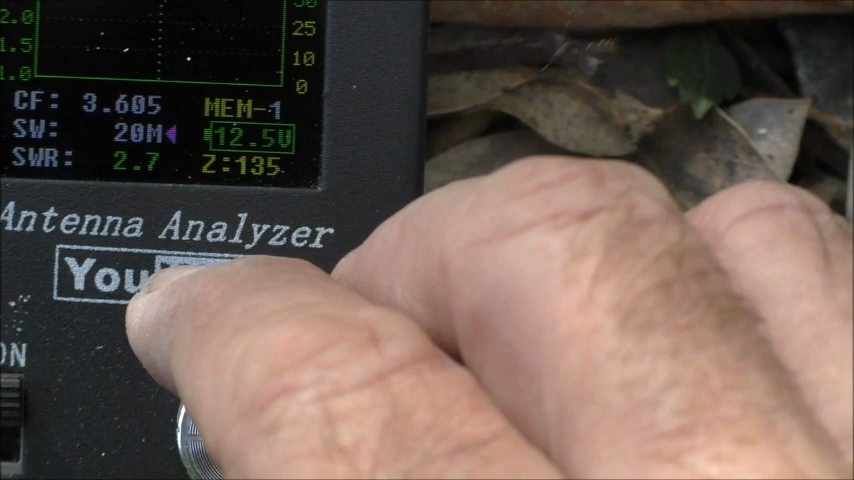 2.0
1.5 25
1.0 10
0
CF: 3.605 MEM-1
SW: 20M 12.5V
SWR: 2.7 Z:135
Antenna Analyzer
You
ON